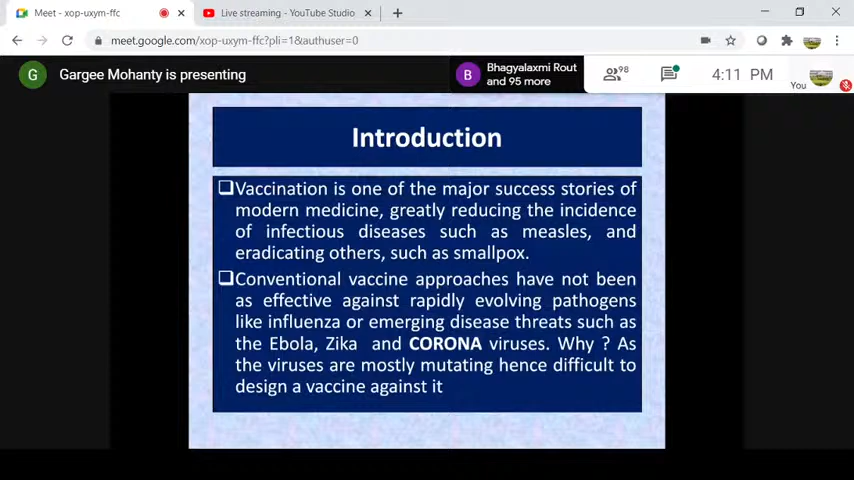 Meet - xop-uxym-ffc
Live streaming - YouTube Studio
meet.google.com/xop-uxym-ffc?pli=1&authuser=0
G
Gargee Mohanty is presenting
B
Bhagyalaxmi Rout
and 95 more
98
4:11 PM
You
Introduction
Vaccination is one of the major success stories of
modern medicine, greatly reducing the incidence
of infectious diseases such as measles, and
eradicating others, such as smallpox.
Conventional vaccine approaches have not been
as effective against rapidly evolving pathogens
like influenza or emerging disease threats such as
the Ebola, Zika and CORONA viruses. Why ? As
the viruses are mostly mutating hence difficult to
design a vaccine against it